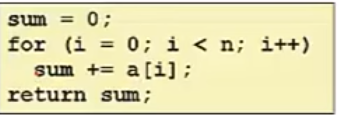 sum = 0;
for (i = 0; i < n; i++)
  sum += a[i];
return sum;